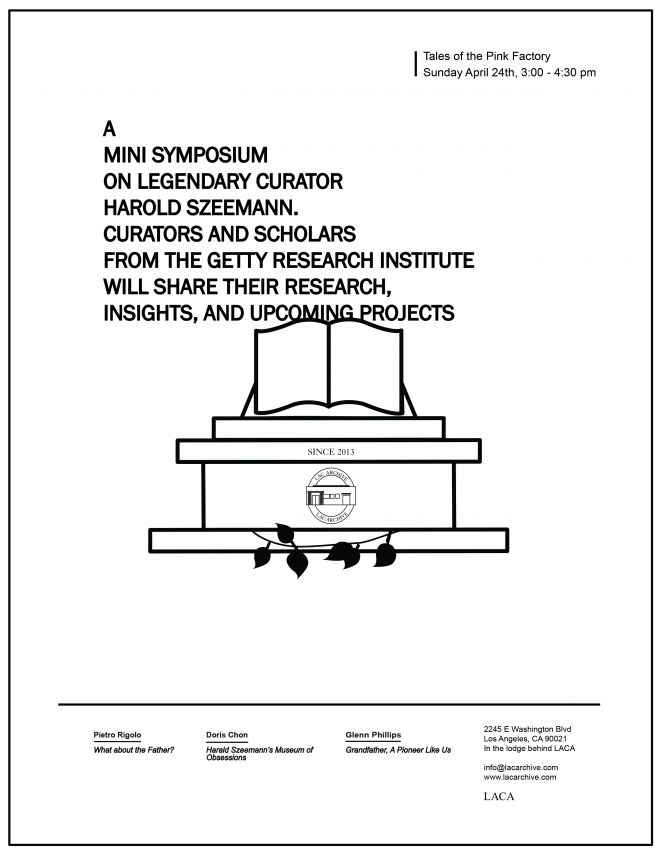 Tales of the Pink Factory
Sunday April 24th, 3:00 - 4:30 pm
A
MINI SYMPOSIUM
ON LEGENDARY CURATOR
HAROLD SZEEMANN.
CURATORS AND SCHOLARS
FROM THE GETTY RESEARCH INSTITUTE
WILL SHARE THEIR RESEARCH,
INSIGHTS, AND UPCOMING PROJECTS
SINCE 2013
LAC ARCHIVE
LAC ARCHIVE
Pietro Rigolo
What about the Father?
Doris Chon
Harald Szeemann's Museum of
Obsessions
Glenn Phillips
Grandfather, A Pioneer Like Us
2245 E Washington Blvd
Los Angeles, CA 90021
In the lodge behind LACA
info@lacarchive.com
www.lacarchive.com
LACA